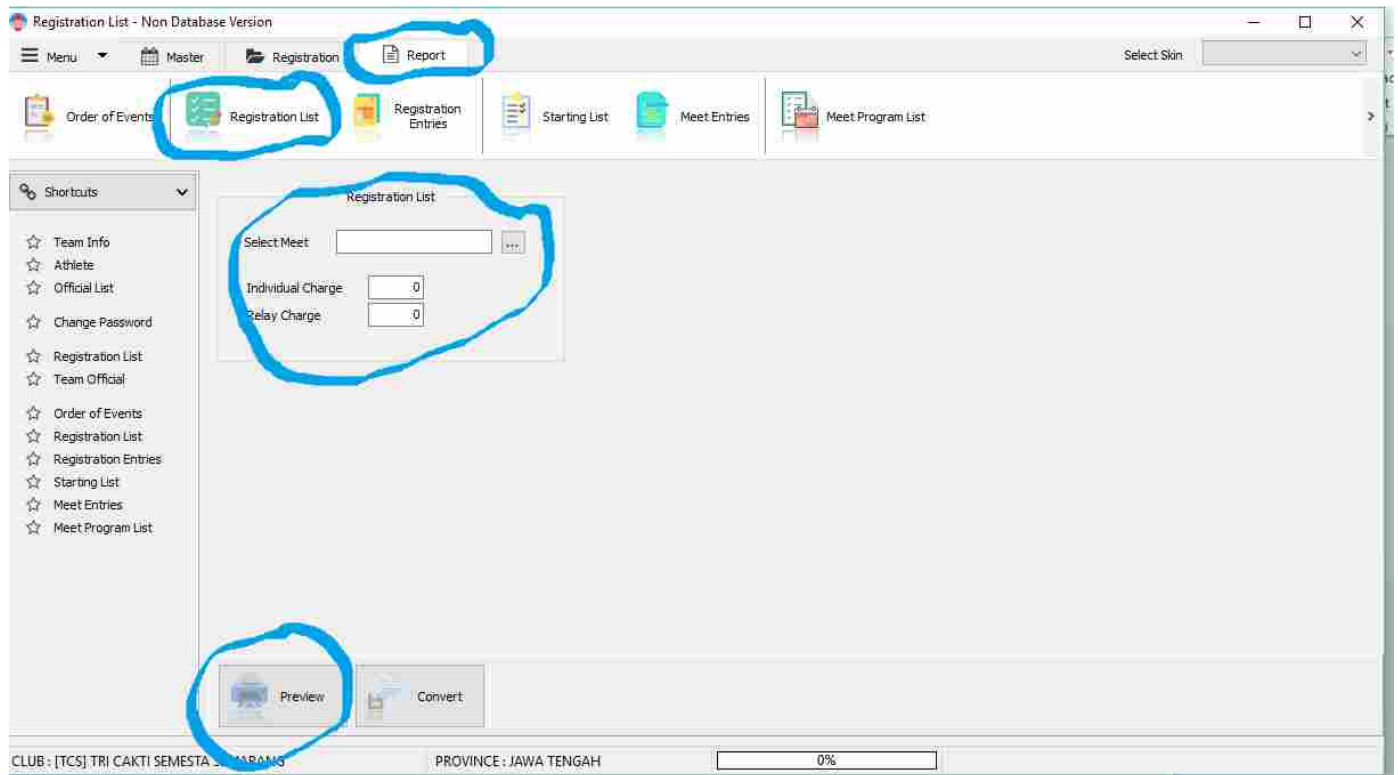 Registration List - Non Database Version
Menu Master Registration Report Select Skin
Order of Events Registration List Registration Entries Starting List Meet Entries Meet Program List
Shortcuts
Team Info
Athlete
Official List
Change Password
Registration List
Team Official
Order of Events
Registration List
Registration Entries
Starting List
Meet Entries
Meet Program List
Registration List
Select Meet ...
Individual Charge 0
Relay Charge 0
Preview Convert
CLUB : [TCS] TRI CAKTI SEMESTA PROVINCE : JAWA TENGAH 0%